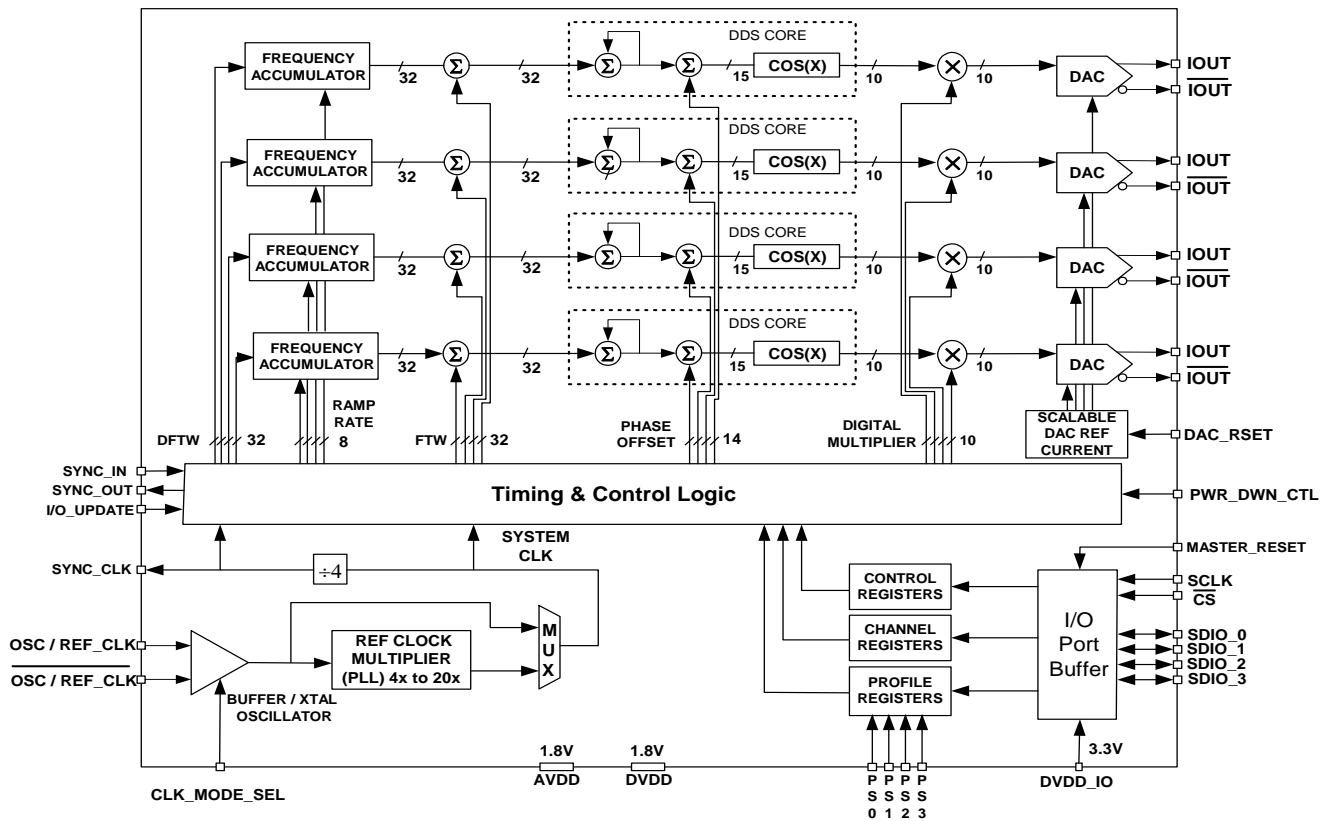 DDS CORE
FREQUENCY
ACCUMULATOR
32
Σ
32
Σ
Σ
15
COS(X)
10
10
DAC
IOUT
IOUT
DDS CORE
FREQUENCY
ACCUMULATOR
32
Σ
32
Σ
Σ
15
COS(X)
10
10
DAC
IOUT
IOUT
DDS CORE
FREQUENCY
ACCUMULATOR
32
Σ
32
Σ
Σ
15
COS(X)
10
10
DAC
IOUT
IOUT
DDS CORE
FREQUENCY
ACCUMULATOR
32
Σ
32
Σ
Σ
15
COS(X)
10
10
DAC
IOUT
IOUT
DFTW
32
RAMP
RATE
8
FTW
32
PHASE
OFFSET
14
DIGITAL
MULTIPLIER
10
SCALABLE
DAC REF
CURRENT
DAC_RSET
SYNC_IN
SYNC_OUT
I/O_UPDATE
Timing & Control Logic
PWR_DWN_CTL
SYSTEM
CLK
SYNC_CLK
÷4
MASTER_RESET
SCLK
CS
CONTROL
REGISTERS
CHANNEL
REGISTERS
PROFILE
REGISTERS
I/O
Port
Buffer
SDIO_0
SDIO_1
SDIO_2
SDIO_3
OSC / REF_CLK
OSC / REF_CLK
REF CLOCK
MULTIPLIER
(PLL) 4x to 20x
MUX
BUFFER / XTAL
OSCILLATOR
1.8V
AVDD
1.8V
DVDD
3.3V
DVDD_IO
CLK_MODE_SEL
PS0
PS1
PS2
PS3